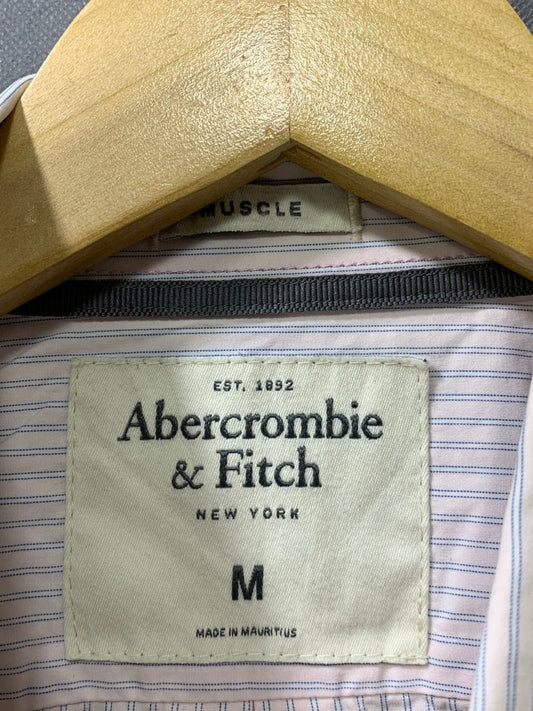 MUSCLE
EST. 1892
Abercrombie
& Fitch
NEW YORK
M
MADE IN MAURITIUS